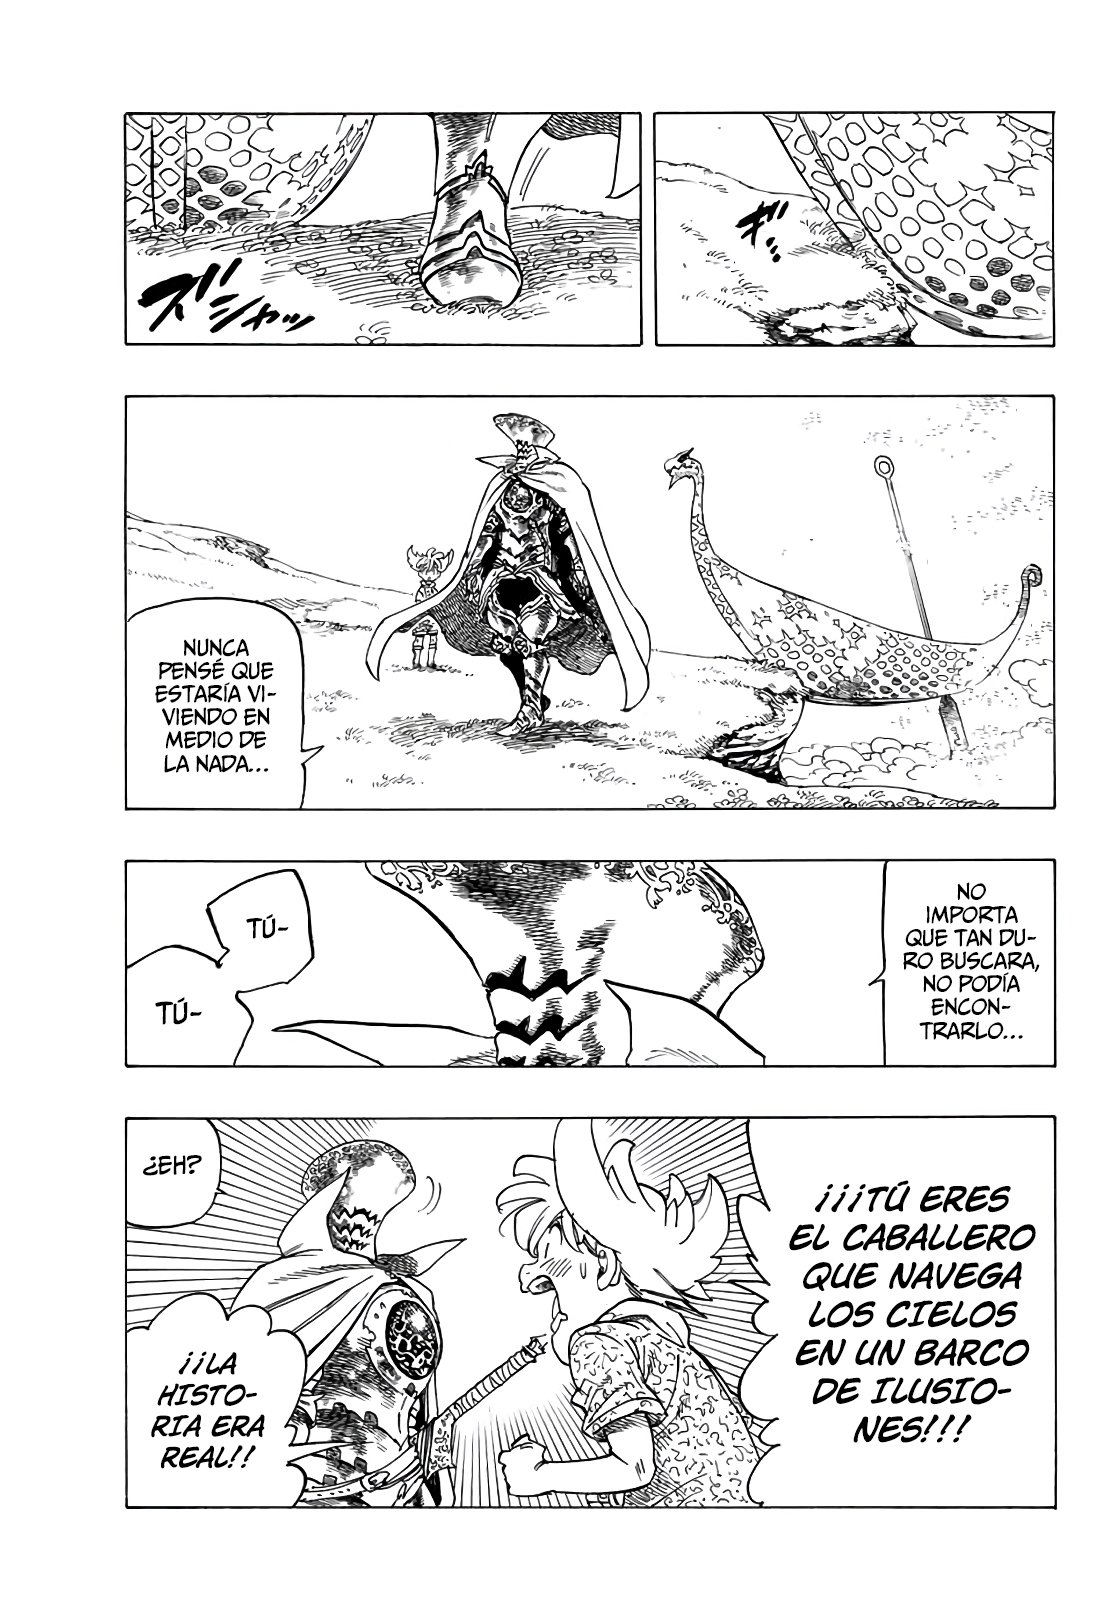 ギ…
ズシャッ
NUNCA
PENSÉ QUE
ESTARÍA VI-
VIENDO EN
MEDIO DE
LA NADA...
NO
IMPORTA
QUE TAN DU-
RO BUSCARA,
NO PODÍA
ENCON-
TRARLO...
TÚ-
TÚ-
¡¡¡TÚ ERES
EL CABALLERO
QUE NAVEGA
LOS CIELOS
EN UN BARCO
DE ILUSIO-
NES!!!
¿EH?
¡¡LA
HISTO-
RIA ERA
REAL!!